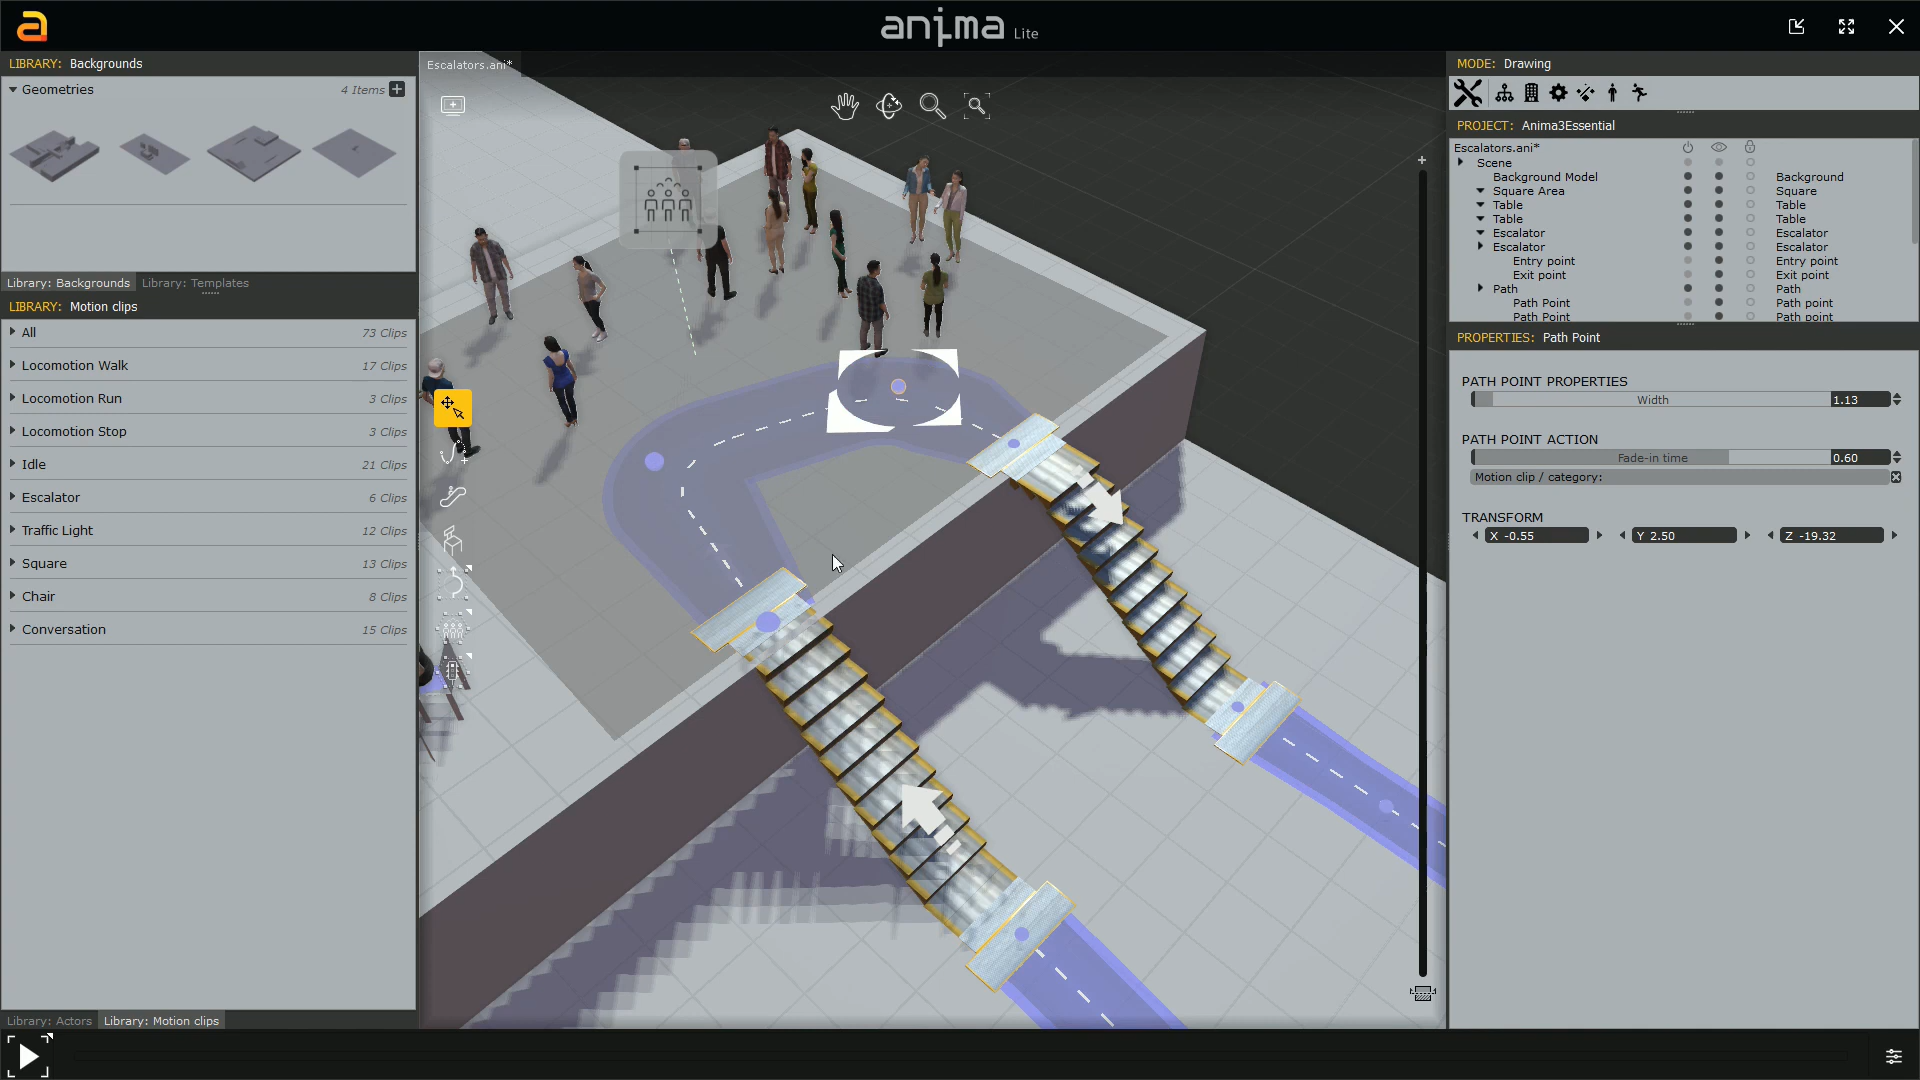 anima Lite
LIBRARY: Backgrounds
Geometries 4 Items
Library: Backgrounds Library: Templates
LIBRARY: Motion clips
All 73 Clips
Locomotion Walk 17 Clips
Locomotion Run 3 Clips
Locomotion Stop 3 Clips
Idle 21 Clips
Escalator 6 Clips
Traffic Light 12 Clips
Square 13 Clips
Chair 8 Clips
Conversation 15 Clips
Library: Actors Library: Motion clips
Escalators.ani*
MODE: Drawing
PROJECT: Anima3Essential
Escalators.ani*
Scene
Background Model Background
Square Area Square
Table Table
Table Table
Escalator Escalator
Escalator Escalator
Entry point Entry point
Exit point Exit point
Path Path
Path Point Path point
Path Point Path point
PROPERTIES: Path Point
PATH POINT PROPERTIES
Width 1.13
PATH POINT ACTION
Fade-in time 0.60
Motion clip / category:
TRANSFORM
X -0.55 Y 2.50 Z -19.32